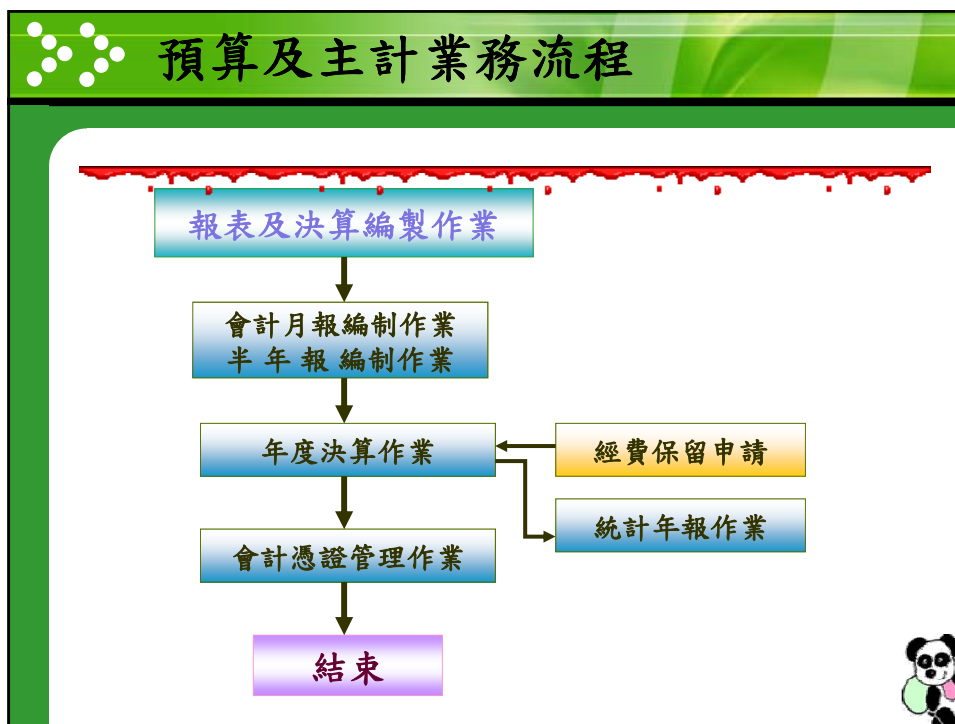 預算及主計業務流程
報表及決算編製作業
會計月報編制作業
半 年 報 編制作業
年度決算作業
經費保留申請
統計年報作業
會計憑證管理作業
結束